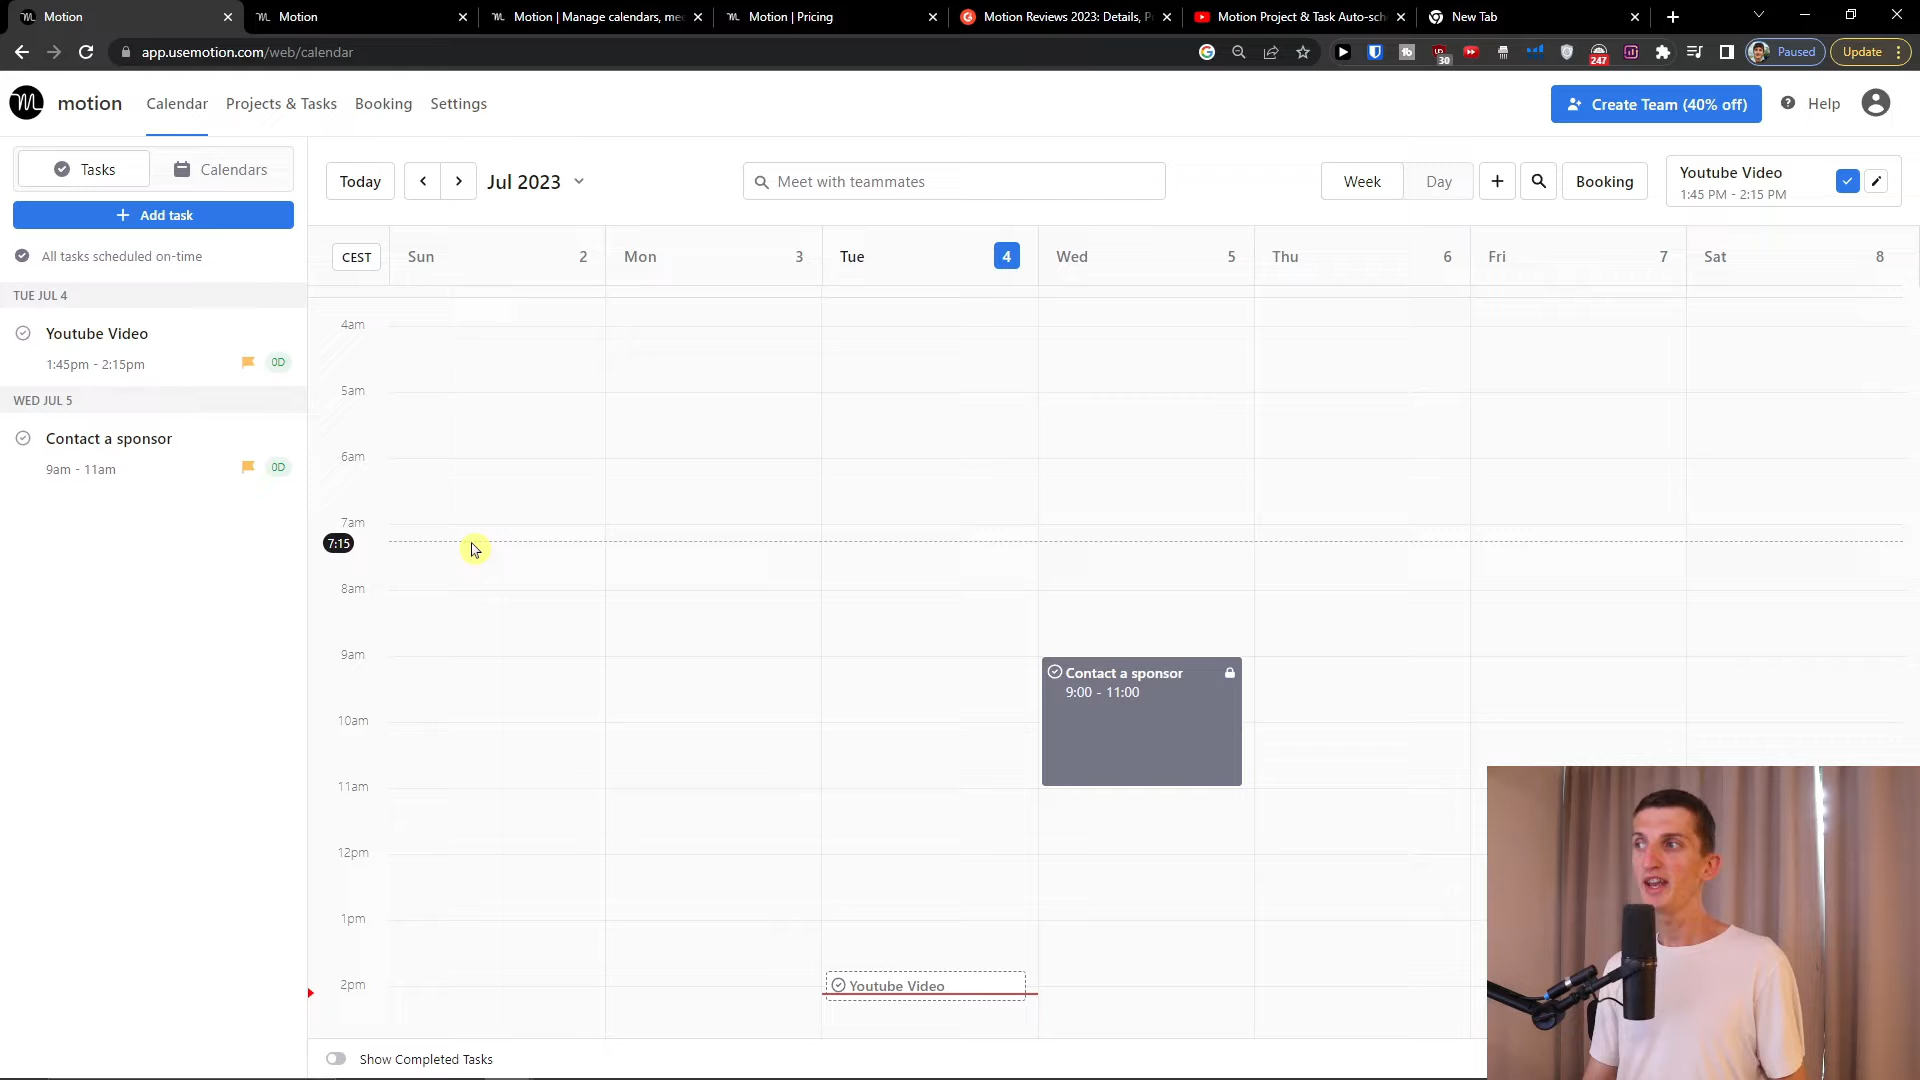 Motion
Motion
Motion | Manage calendars, me
Motion | Pricing
Motion Reviews 2023: Details, P
Motion Project & Task Auto-sch
New Tab
app.usemotion.com/web/calendar
30
247
Paused
Update
motion
Calendar
Projects & Tasks
Booking
Settings
Create Team (40% off)
Help
Tasks
Calendars
Today
Jul 2023
Meet with teammates
Week
Day
Booking
Youtube Video
1:45 PM - 2:15 PM
Add task
All tasks scheduled on-time
CEST
Sun 2
Mon 3
Tue 4
Wed 5
Thu 6
Fri 7
Sat 8
TUE JUL 4
Youtube Video
1:45pm - 2:15pm
0D
WED JUL 5
Contact a sponsor
9am - 11am
0D
4am
5am
6am
7am
7:15
8am
9am
Contact a sponsor
9:00 - 11:00
10am
11am
12pm
1pm
2pm
Youtube Video
Show Completed Tasks